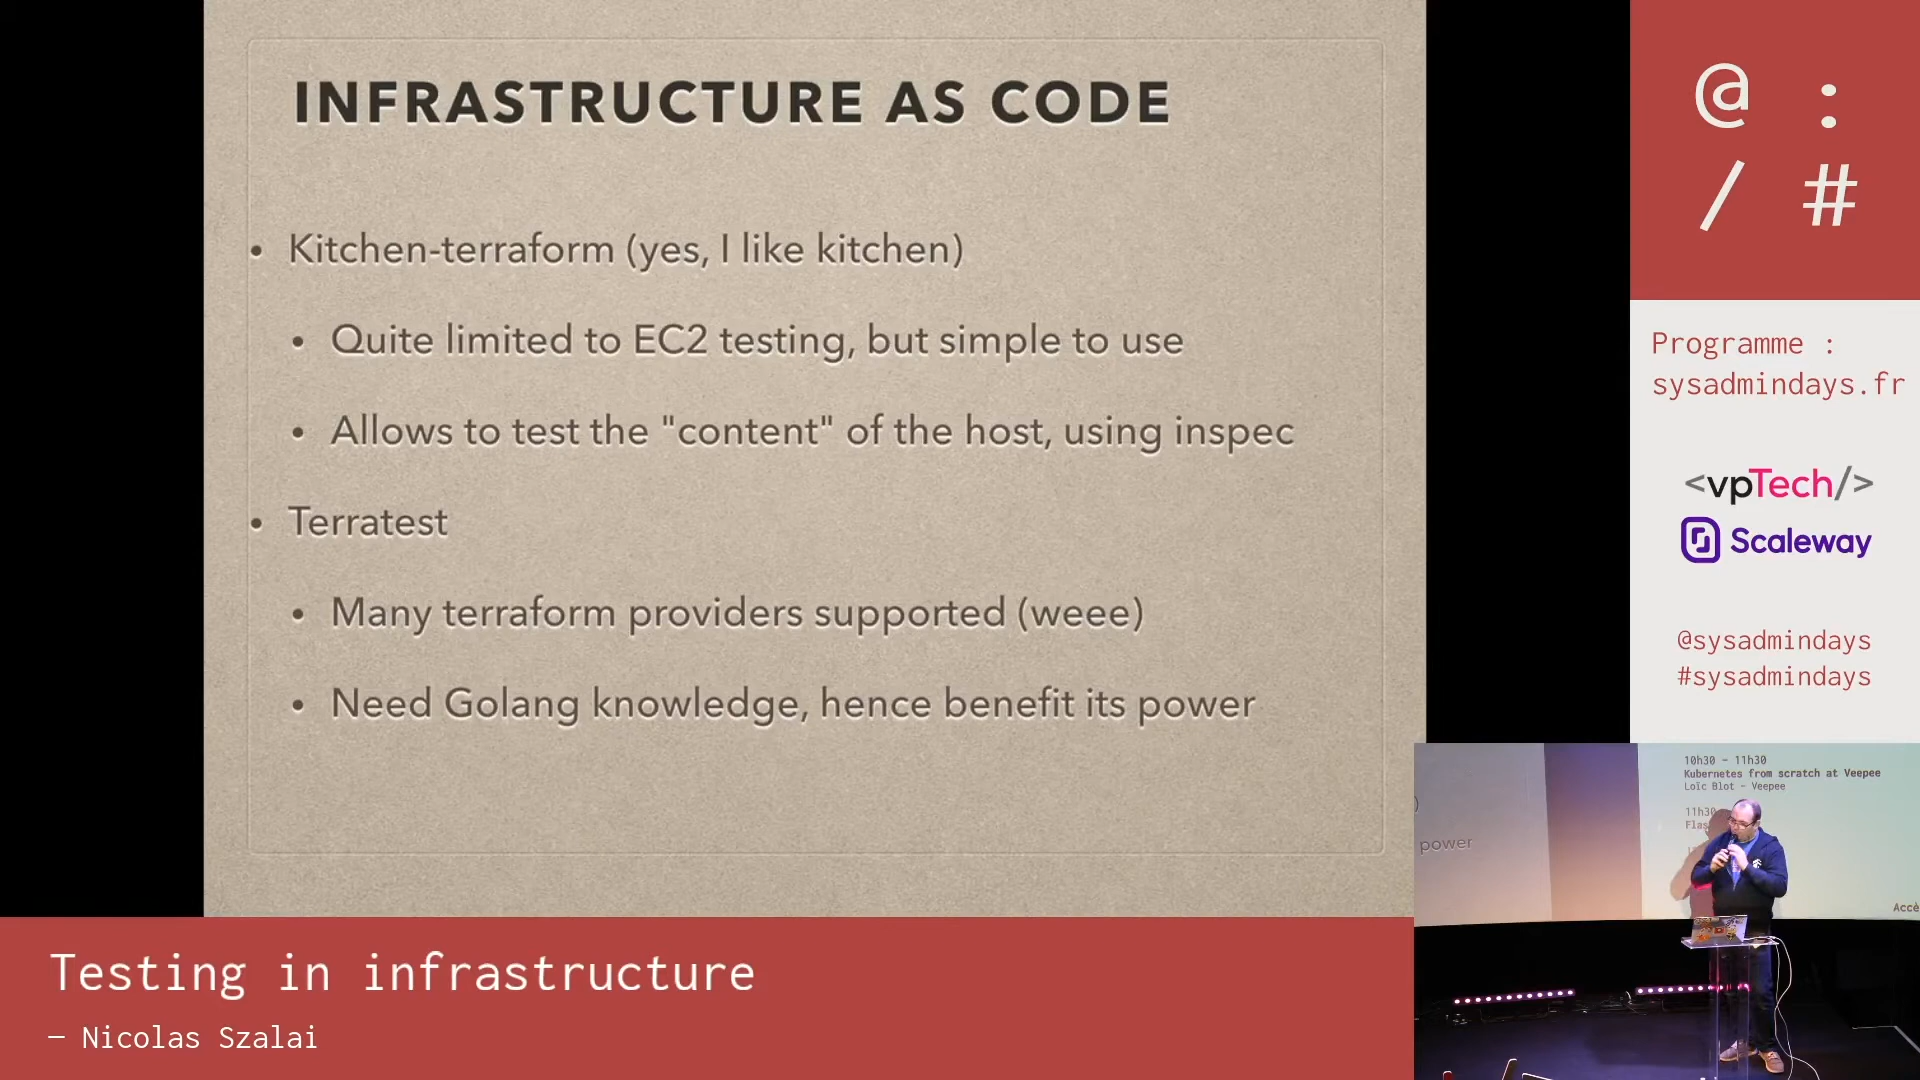 INFRASTRUCTURE AS CODE
• Kitchen-terraform (yes, I like kitchen)
• Quite limited to EC2 testing, but simple to use
• Allows to test the "content" of the host, using inspec
• Terratest
• Many terraform providers supported (weee)
• Need Golang knowledge, hence benefit its power
@ :
/ #
Programme :
sysadmindays.fr
<vpTech/>
Scaleway
@sysadmindays
#sysadmindays
10h30 – 11h30
Kubernetes from scratch at Veepee
Loïc Blot – Veepee
11h30
)
power
Testing in infrastructure
— Nicolas Szalai